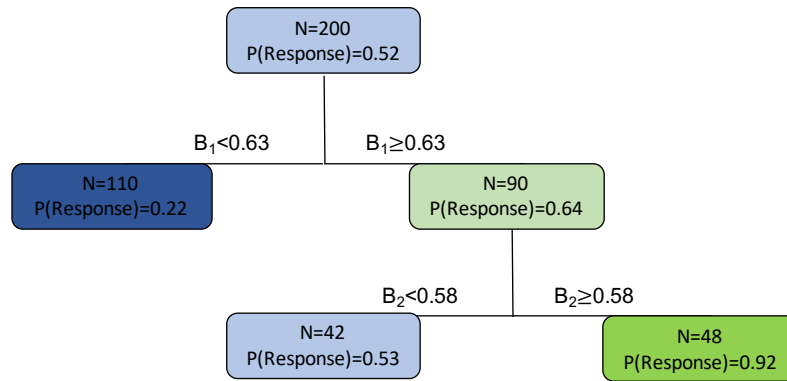 N=200
P(Response)=0.52
B₁<0.63
B₁≥0.63
N=110
P(Response)=0.22
N=90
P(Response)=0.64
B₂<0.58
B₂≥0.58
N=42
P(Response)=0.53
N=48
P(Response)=0.92